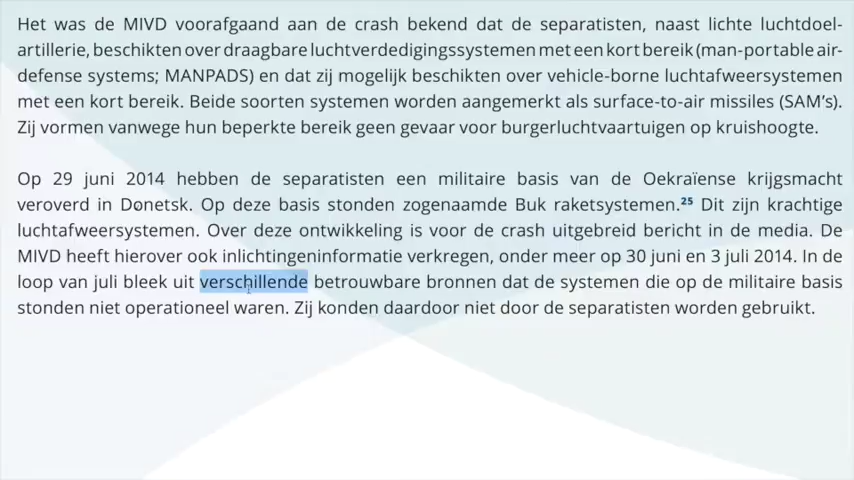 Het was de MIVD voorafgaand aan de crash bekend dat de separatisten, naast lichte luchtdoel-
artillerie, beschikten over draagbare luchtverdedigingssystemen met een kort bereik (man-portable air-
defense systems; MANPADS) en dat zij mogelijk beschikten over vehicle-borne luchtafweersystemen
met een kort bereik. Beide soorten systemen worden aangemerkt als surface-to-air missiles (SAM’s).
Zij vormen vanwege hun beperkte bereik geen gevaar voor burgerluchtvaartuigen op kruishoogte.
Op 29 juni 2014 hebben de separatisten een militaire basis van de Oekraïense krijgsmacht
veroverd in Donetsk. Op deze basis stonden zogenaamde Buk raketsystemen.²⁵ Dit zijn krachtige
luchtafweersystemen. Over deze ontwikkeling is voor de crash uitgebreid bericht in de media. De
MIVD heeft hierover ook inlichtingeninformatie verkregen, onder meer op 30 juni en 3 juli 2014. In de
loop van juli bleek uit verschillende betrouwbare bronnen dat de systemen die op de militaire basis
stonden niet operationeel waren. Zij konden daardoor niet door de separatisten worden gebruikt.